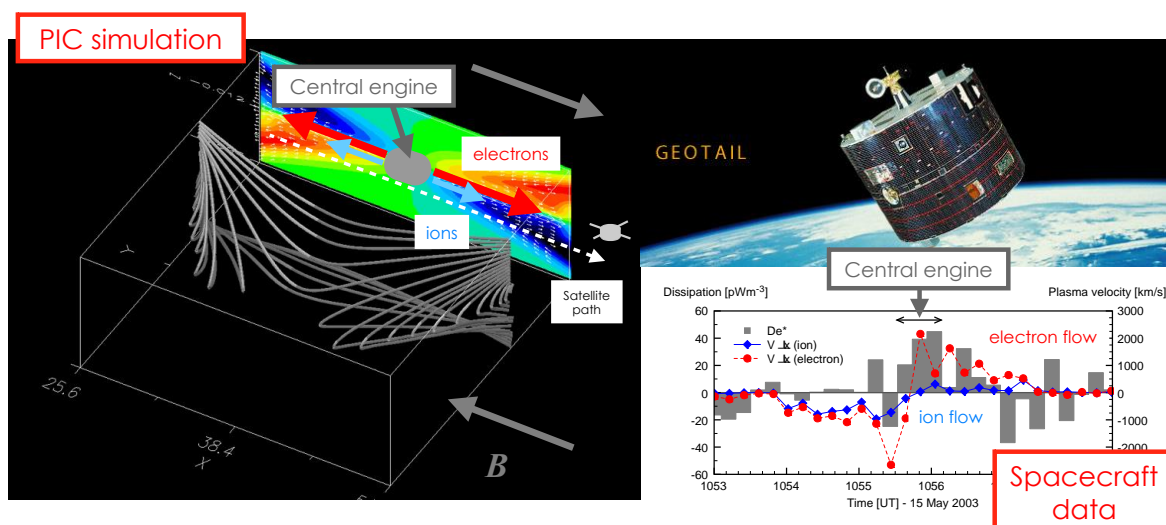 PIC simulation
Central engine
electrons
ions
Satellite
path
Y
25.6
38.4
X
B
GEOTAIL
Central engine
Dissipation [pWm-3]
Plasma velocity [km/s]
60
40
20
0
-20
-40
-60
3000
2000
1000
0
-1000
-2000
De*
V⊥x (ion)
V⊥x (electron)
electron flow
ion flow
1053
1054
1055
1056
Time [UT] - 15 May 2003
Spacecraft
data